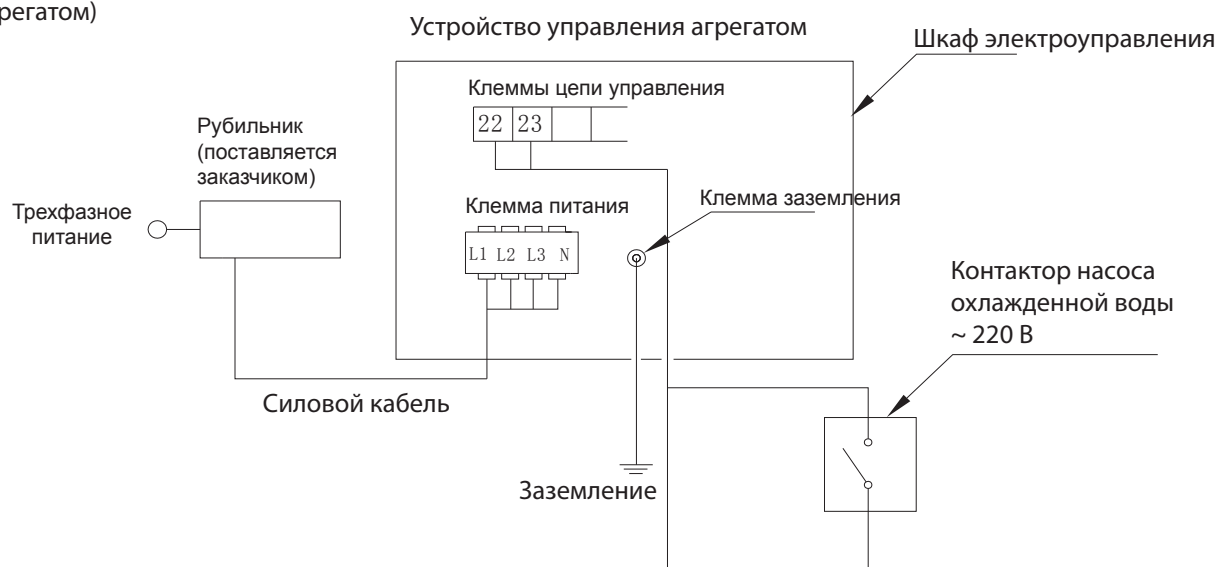 регатом)
Устройство управления агрегатом
Шкаф электроуправления
Клеммы цепи управления
22 23
Рубильник
(поставляется
заказчиком)
Трехфазное
питание
Клемма питания
L1 L2 L3 N
Клемма заземления
Контактор насоса
охлажденной воды
~ 220 В
Силовой кабель
Заземление